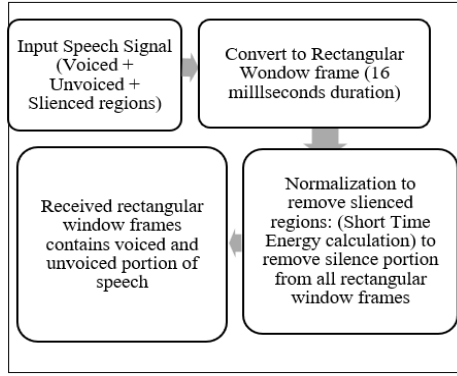 Input Speech Signal
(Voiced +
Unvoiced +
Slienced regions)
Convert to Rectangular
Wondow frame (16
milllseconds duration)
Normalization to
remove slienced
regions: (Short Time
Energy calculation) to
remove silence portion
from all rectangular
window frames
Received rectangular
window frames
contains voiced and
unvoiced portion of
speech